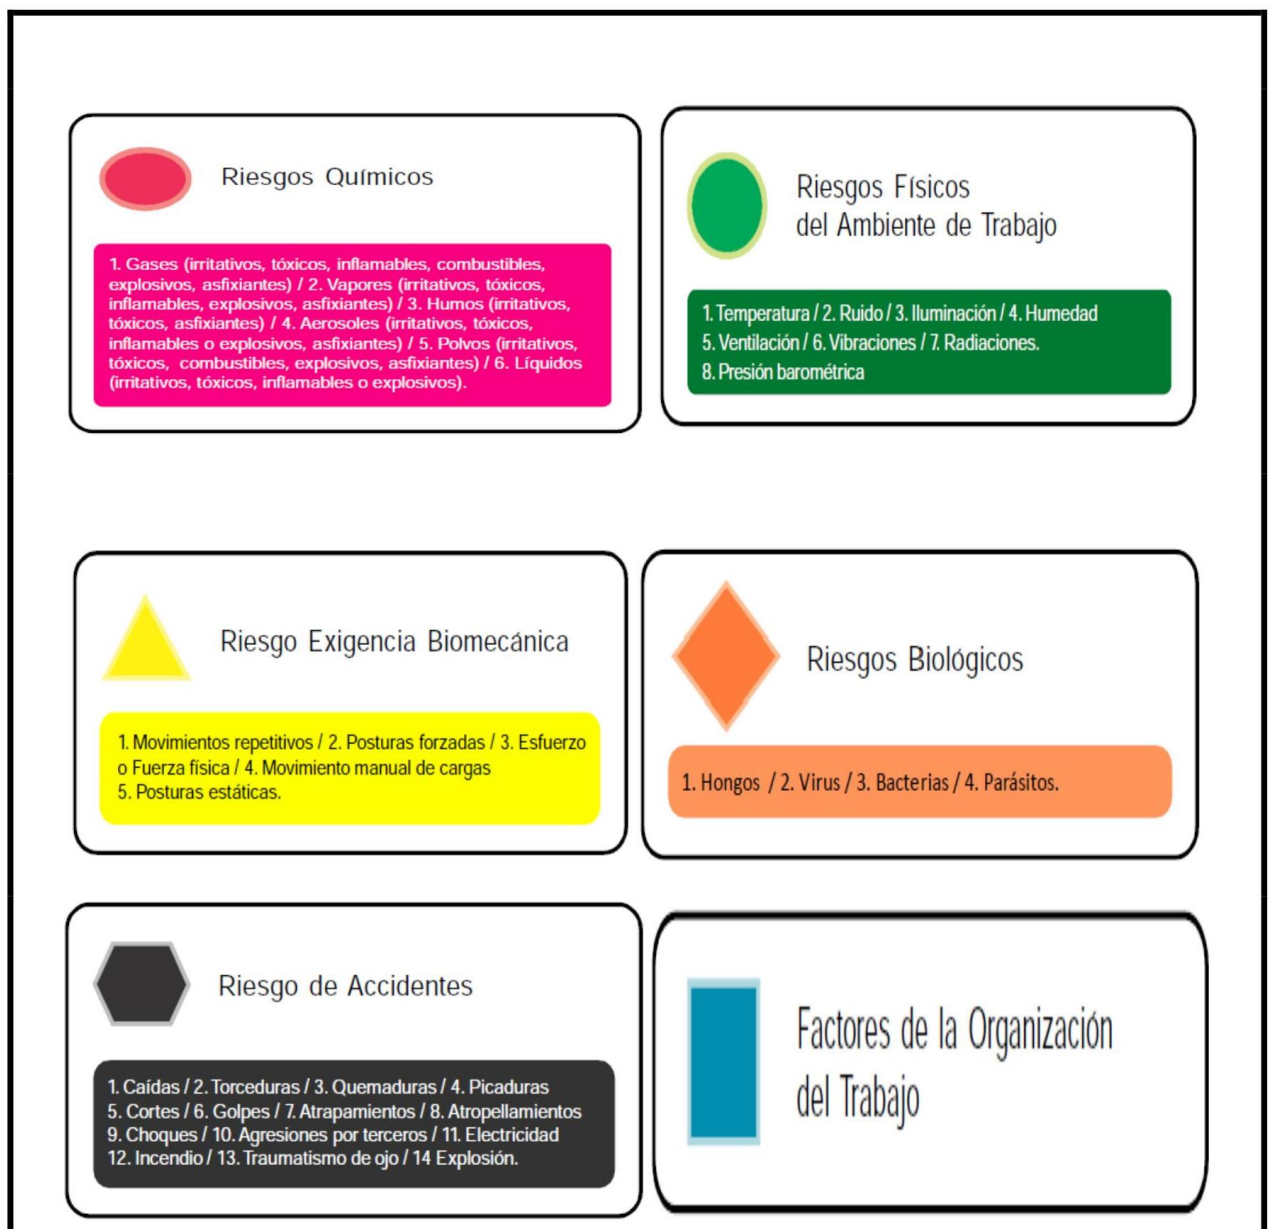 Riesgos Químicos
1. Gases (irritativos, tóxicos, inflamables, combustibles,
explosivos, asfixiantes) / 2. Vapores (irritativos, tóxicos,
inflamables, explosivos, asfixiantes) / 3. Humos (irritativos,
tóxicos, asfixiantes) / 4. Aerosoles (irritativos, tóxicos,
inflamables o explosivos, asfixiantes) / 5. Polvos (irritativos,
tóxicos, combustibles, explosivos, asfixiantes) / 6. Líquidos
(irritativos, tóxicos, inflamables o explosivos).
Riesgos Físicos
del Ambiente de Trabajo
1. Temperatura / 2. Ruido / 3. Iluminación / 4. Humedad
5. Ventilación / 6. Vibraciones / 7. Radiaciones.
8. Presión barométrica
Riesgo Exigencia Biomecánica
1. Movimientos repetitivos / 2. Posturas forzadas / 3. Esfuerzo
o Fuerza física / 4. Movimiento manual de cargas
5. Posturas estáticas.
Riesgos Biológicos
1. Hongos / 2. Virus / 3. Bacterias / 4. Parásitos.
Riesgo de Accidentes
1. Caídas / 2. Torceduras / 3. Quemaduras / 4. Picaduras
5. Cortes / 6. Golpes / 7. Atrapamientos / 8. Atropellamientos
9. Choques / 10. Agresiones por terceros / 11. Electricidad
12. Incendio / 13. Traumatismo de ojo / 14 Explosión.
Factores de la Organización
del Trabajo